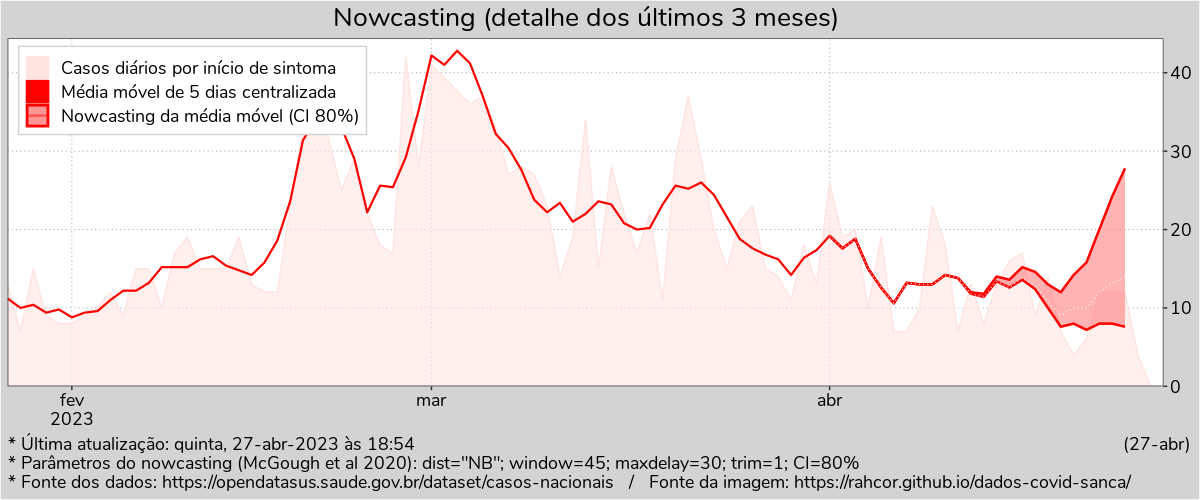 Nowcasting (detalhe dos últimos 3 meses)
Casos diários por início de sintoma
Média móvel de 5 dias centralizada
Nowcasting da média móvel (CI 80%)
40
30
20
10
0
fev
2023
mar
abr
* Última atualização: quinta, 27-abr-2023 às 18:54
(27-abr)
* Parâmetros do nowcasting (McGough et al 2020): dist="NB"; window=45; maxdelay=30; trim=1; CI=80%
* Fonte dos dados: https://opendatasus.saude.gov.br/dataset/casos-nacionais / Fonte da imagem: https://rahcor.github.io/dados-covid-sanca/